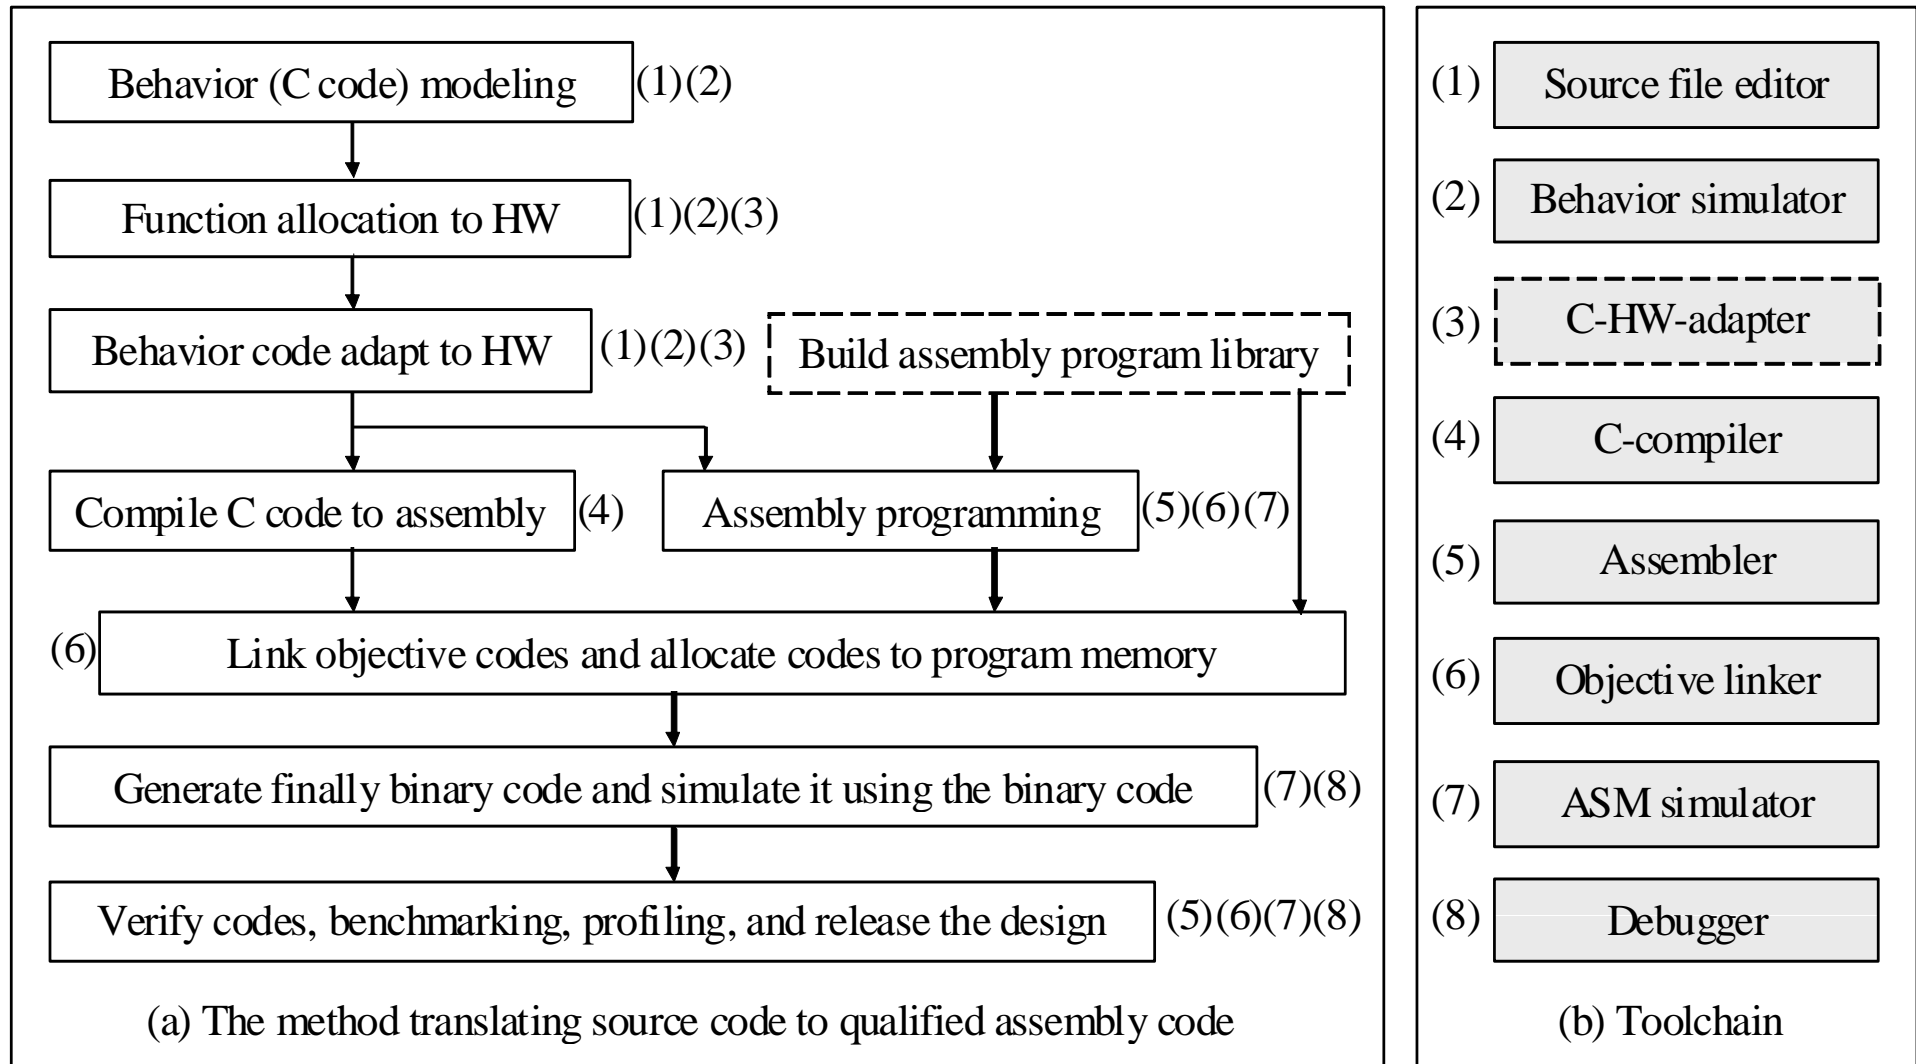 Behavior (C code) modeling (1)(2)
Function allocation to HW (1)(2)(3)
Behavior code adapt to HW (1)(2)(3)
Build assembly program library
Compile C code to assembly (4)
Assembly programming (5)(6)(7)
(6) Link objective codes and allocate codes to program memory
Generate finally binary code and simulate it using the binary code (7)(8)
Verify codes, benchmarking, profiling, and release the design (5)(6)(7)(8)
(a) The method translating source code to qualified assembly code
(1) Source file editor
(2) Behavior simulator
(3) C-HW-adapter
(4) C-compiler
(5) Assembler
(6) Objective linker
(7) ASM simulator
(8) Debugger
(b) Toolchain